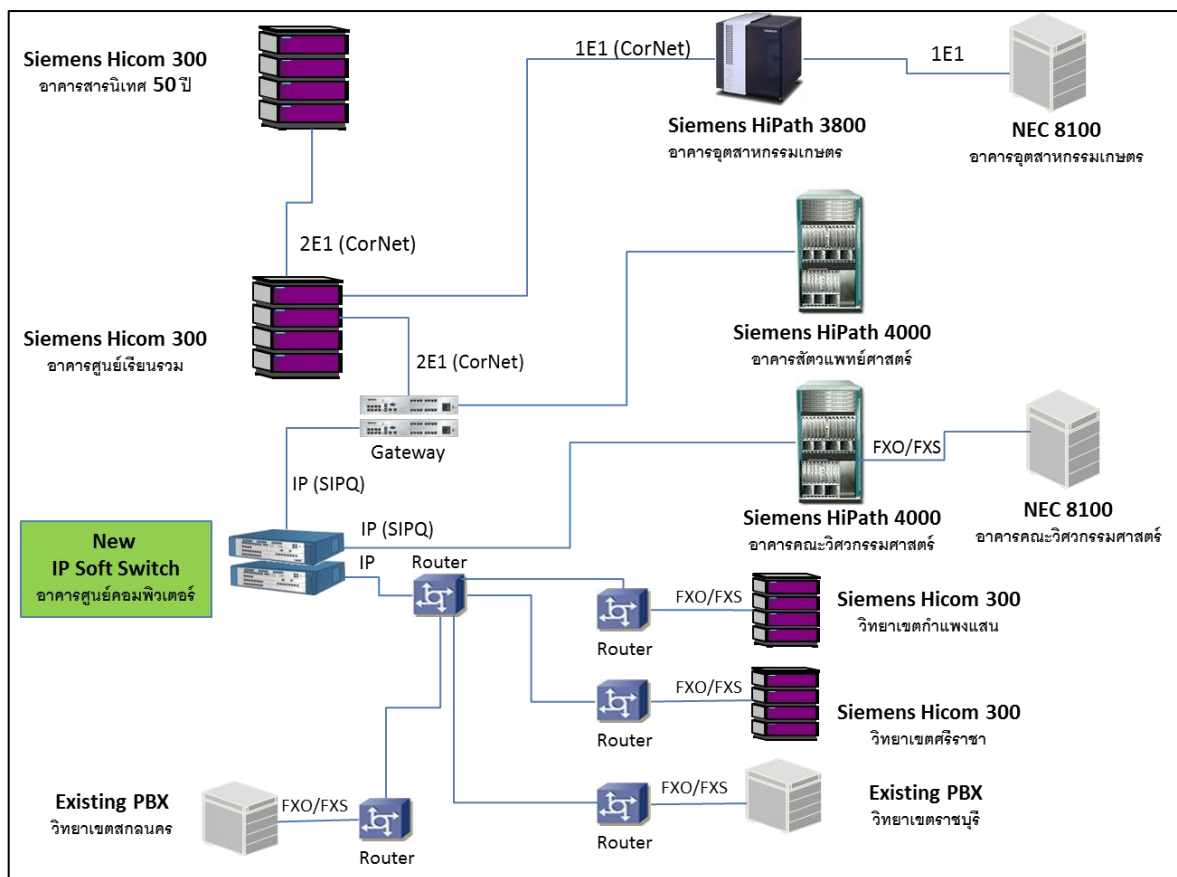 Siemens Hicom 300
อาคารสารนิเทศ 50 ปี
1E1 (CorNet)
1E1
Siemens HiPath 3800
อาคารอุตสาหกรรมเกษตร
NEC 8100
อาคารอุตสาหกรรมเกษตร
2E1 (CorNet)
Siemens Hicom 300
อาคารศูนย์เรียนรวม
Siemens HiPath 4000
อาคารสัตวแพทย์ศาสตร์
2E1 (CorNet)
Gateway
FXO/FXS
IP (SIPQ)
Siemens HiPath 4000
อาคารคณะวิศวกรรมศาสตร์
NEC 8100
อาคารคณะวิศวกรรมศาสตร์
New
IP Soft Switch
อาคารศูนย์คอมพิวเตอร์
IP (SIPQ)
IP
Router
FXO/FXS
Router
Siemens Hicom 300
วิทยาเขตกำแพงแสน
FXO/FXS
Router
Siemens Hicom 300
วิทยาเขตศรีราชา
Existing PBX
วิทยาเขตสกลนคร
FXO/FXS
Router
FXO/FXS
Router
Existing PBX
วิทยาเขตราชบุรี